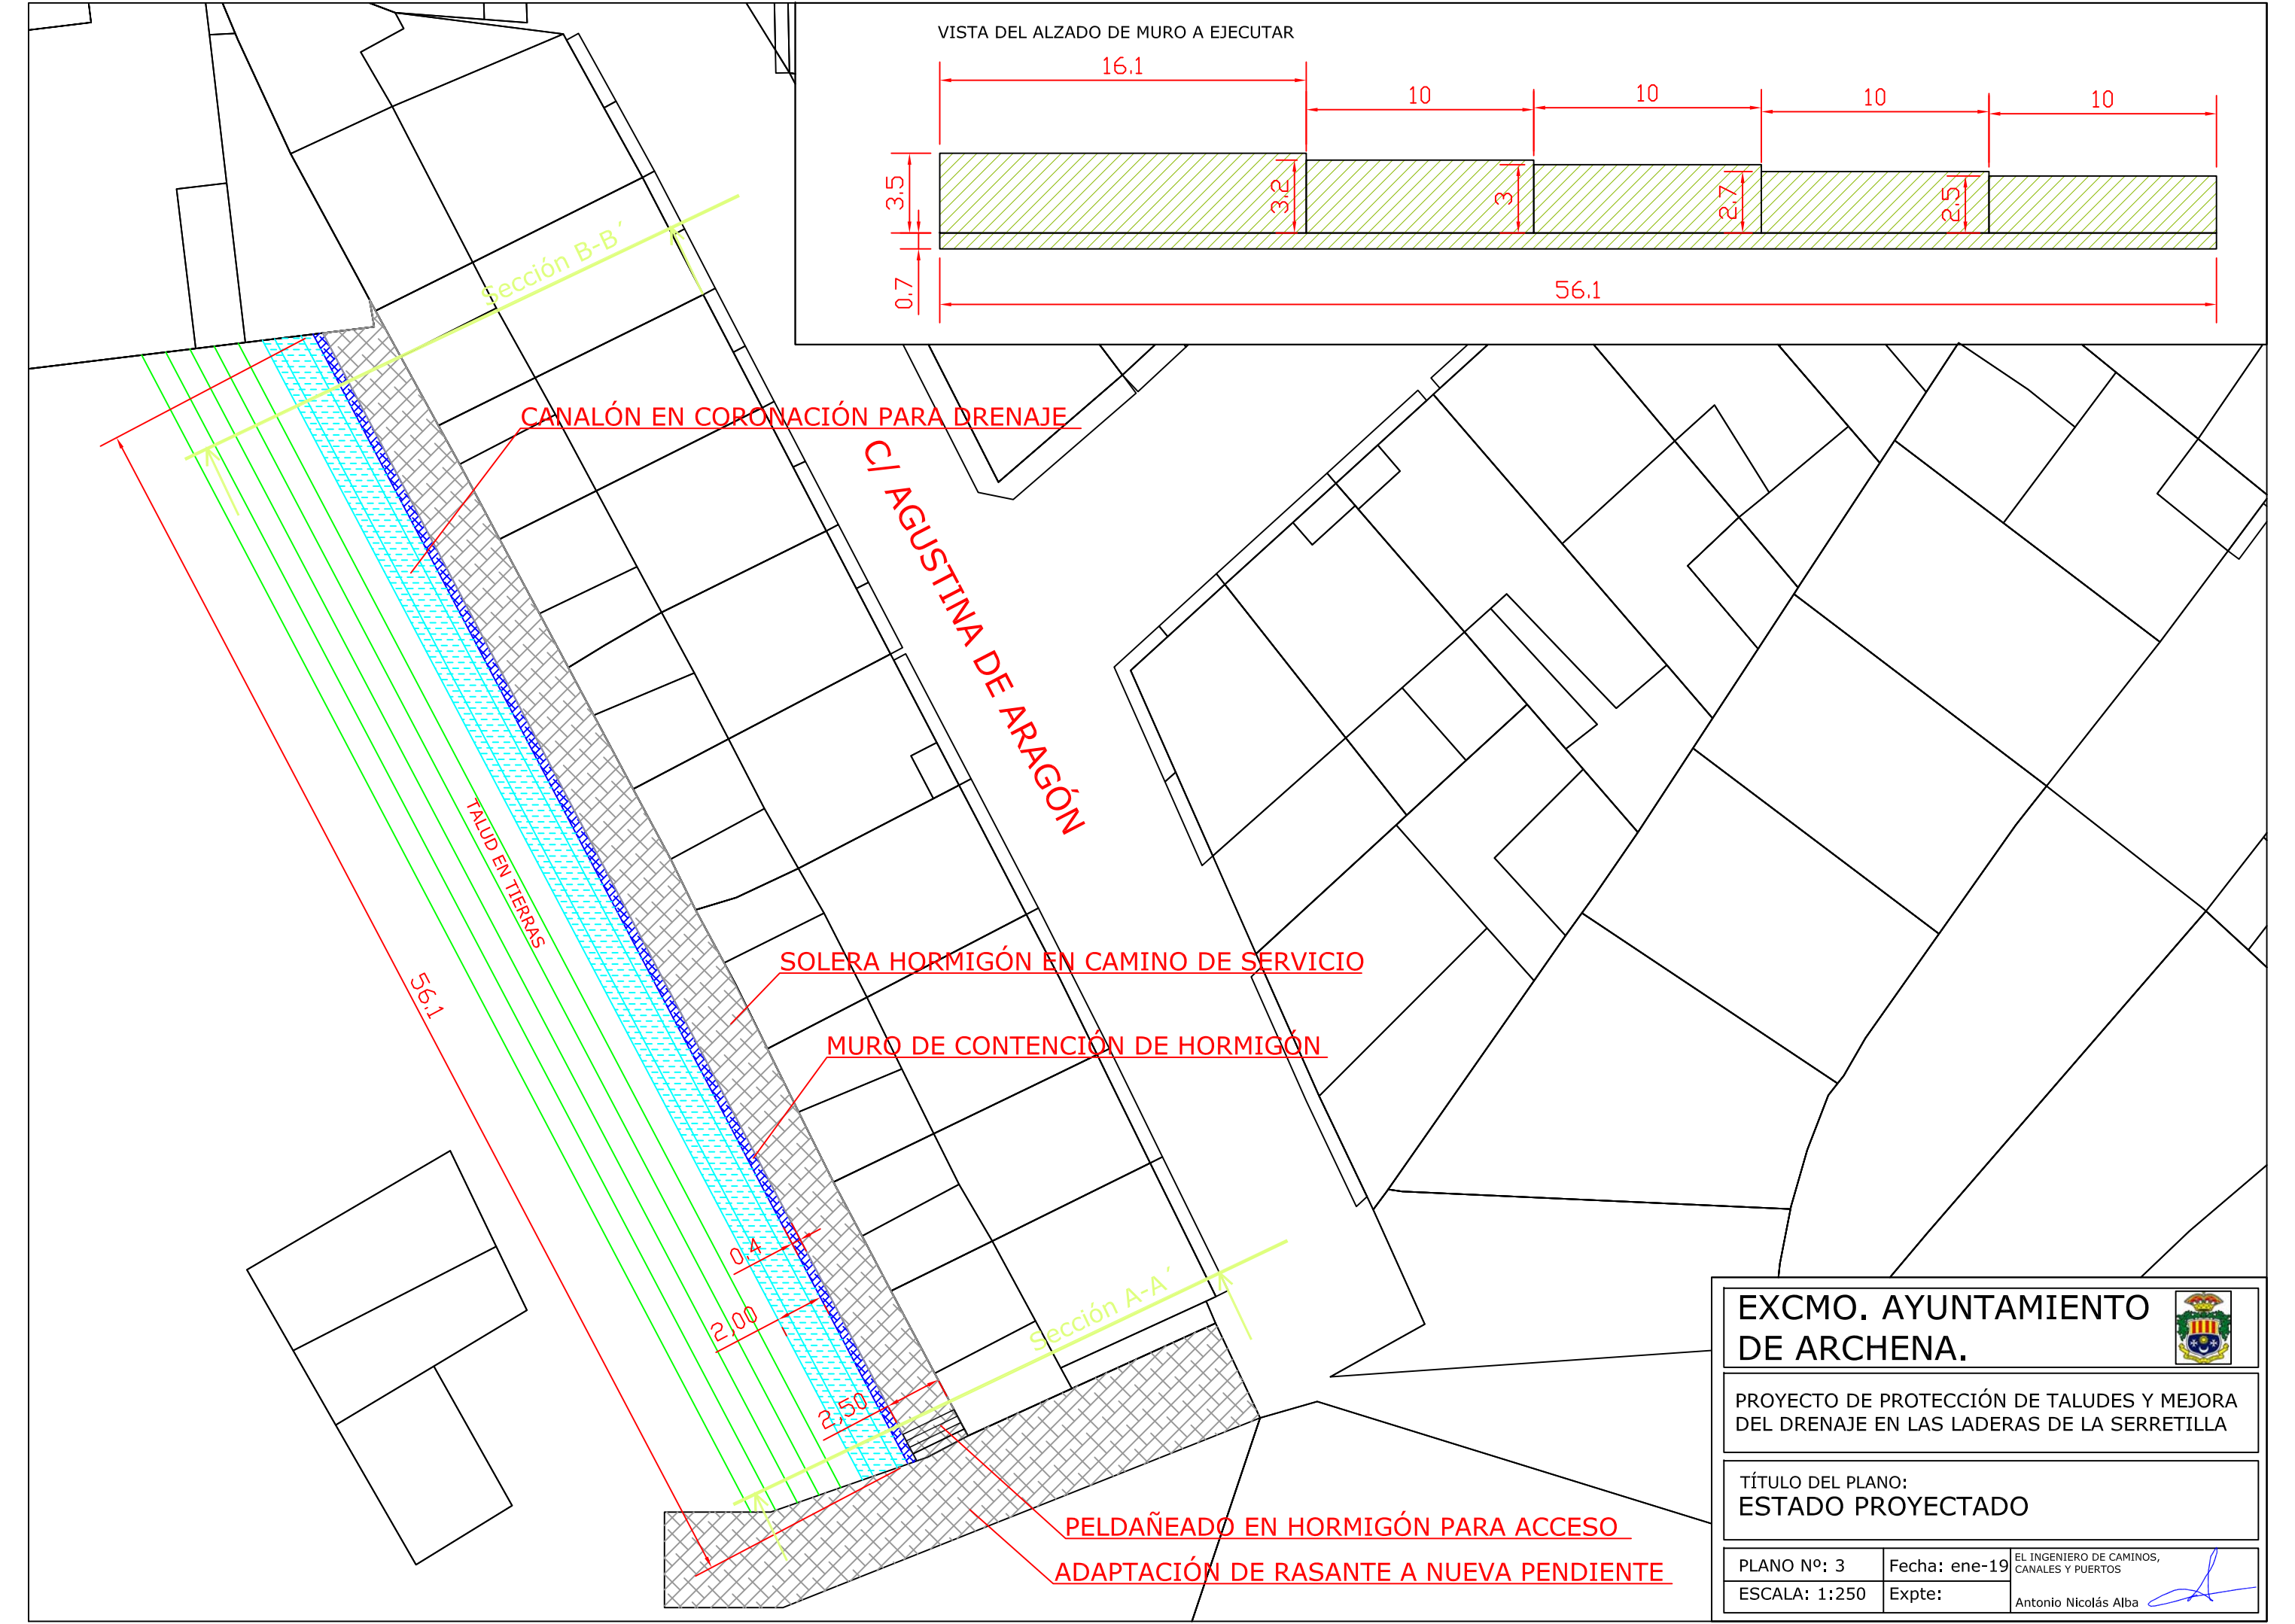 VISTA DEL ALZADO DE MURO A EJECUTAR
16.1
10
10
10
10
3.5
3.2
3
2.7
2.5
0.7
56.1
Sección B-B´
CANALÓN EN CORONACIÓN PARA DRENAJE
C/ AGUSTINA DE ARAGÓN
TALUD EN TIERRAS
56.1
SOLERA HORMIGÓN EN CAMINO DE SERVICIO
MURO DE CONTENCIÓN DE HORMIGÓN
0,4
2,00
Sección A-A´
2,50
PELDAÑEADO EN HORMIGÓN PARA ACCESO
ADAPTACIÓN DE RASANTE A NUEVA PENDIENTE
EXCMO. AYUNTAMIENTO
DE ARCHENA.
PROYECTO DE PROTECCIÓN DE TALUDES Y MEJORA
DEL DRENAJE EN LAS LADERAS DE LA SERRETILLA
TÍTULO DEL PLANO:
ESTADO PROYECTADO
PLANO Nº: 3
Fecha: ene-19
EL INGENIERO DE CAMINOS,
CANALES Y PUERTOS
ESCALA: 1:250
Expte:
Antonio Nicolás Alba